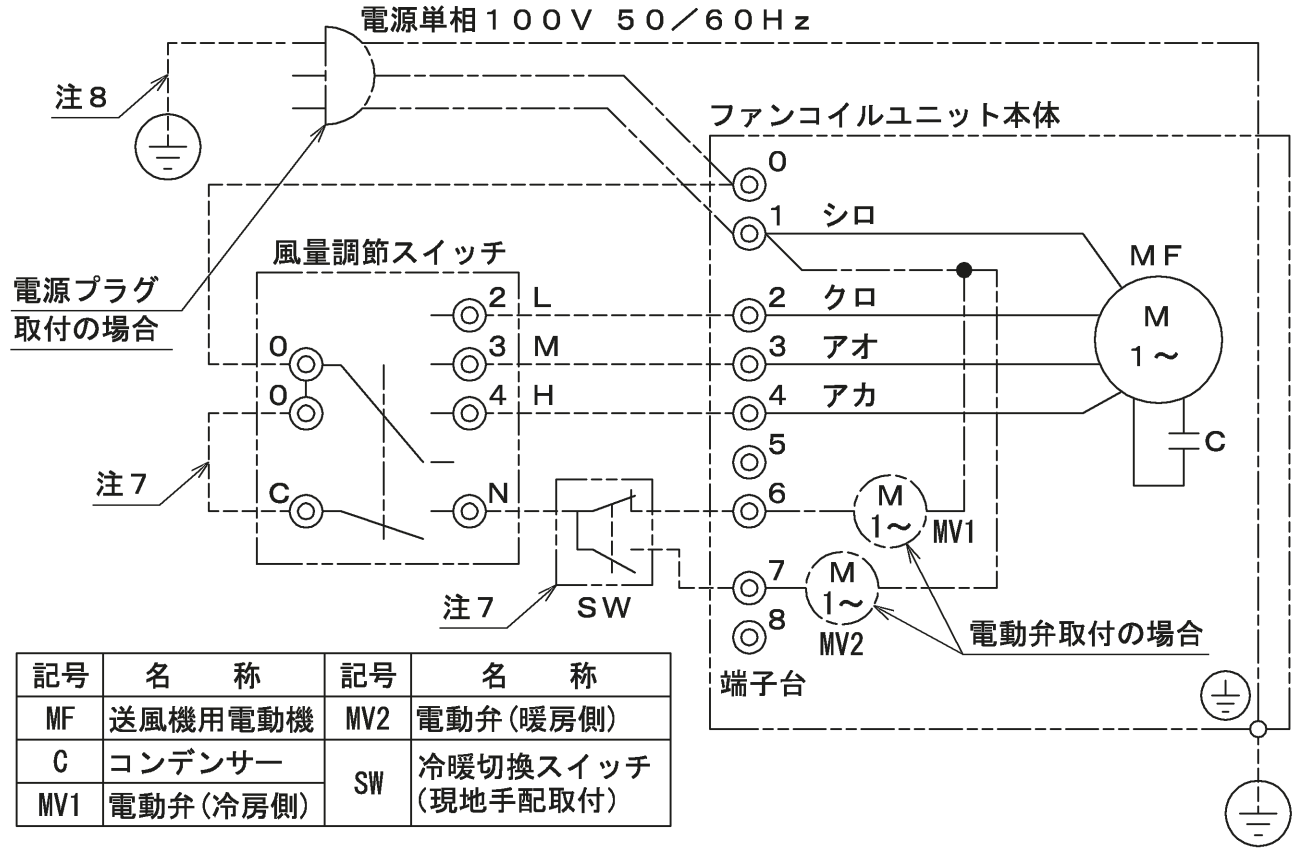 電源単相１００Ｖ ５０／６０Ｈｚ
注８
ファンコイルユニット本体
0
1 シロ
風量調節スイッチ
MF
電源プラグ
取付の場合
2 L
2 クロ
M
1～
0
3 M
3 アオ
0
4 H
4 アカ
C
5
注７
C
N
6
M
1～
MV1
7
M
1～
注７
SW
8
MV2
電動弁取付の場合
端子台
記号 名 称 記号 名 称
MF 送風機用電動機 MV2 電動弁(暖房側)
C コンデンサー
SW 冷暖切換スイッチ
(現地手配取付)
MV1 電動弁(冷房側)